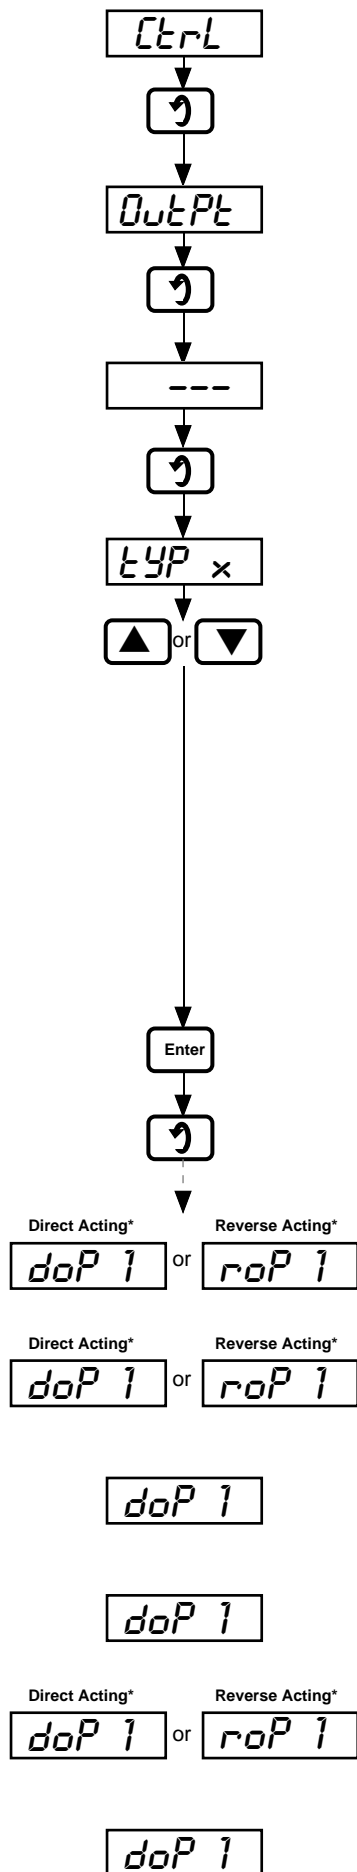 CtrL
OutPt
---
tYP x
or
Enter
Direct Acting* Reverse Acting*
doP 1 or roP 1
Direct Acting* Reverse Acting*
doP 1 or roP 1
doP 1
doP 1
Direct Acting* Reverse Acting*
doP 1 or roP 1
doP 1